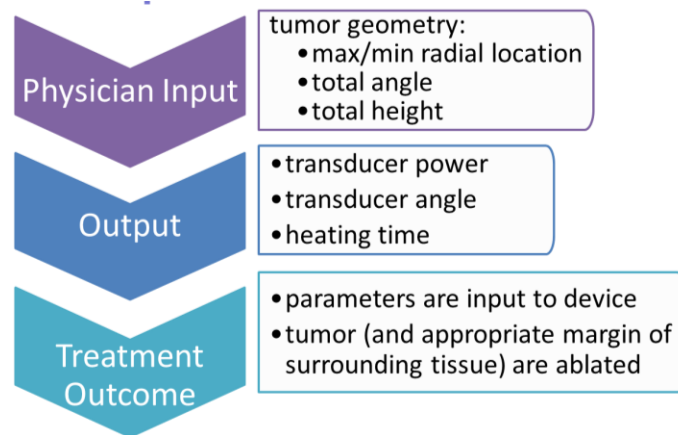 Physician Input
tumor geometry:
•max/min radial location
•total angle
•total height
Output
•transducer power
•transducer angle
•heating time
Treatment
Outcome
•parameters are input to device
•tumor (and appropriate margin of
surrounding tissue) are ablated